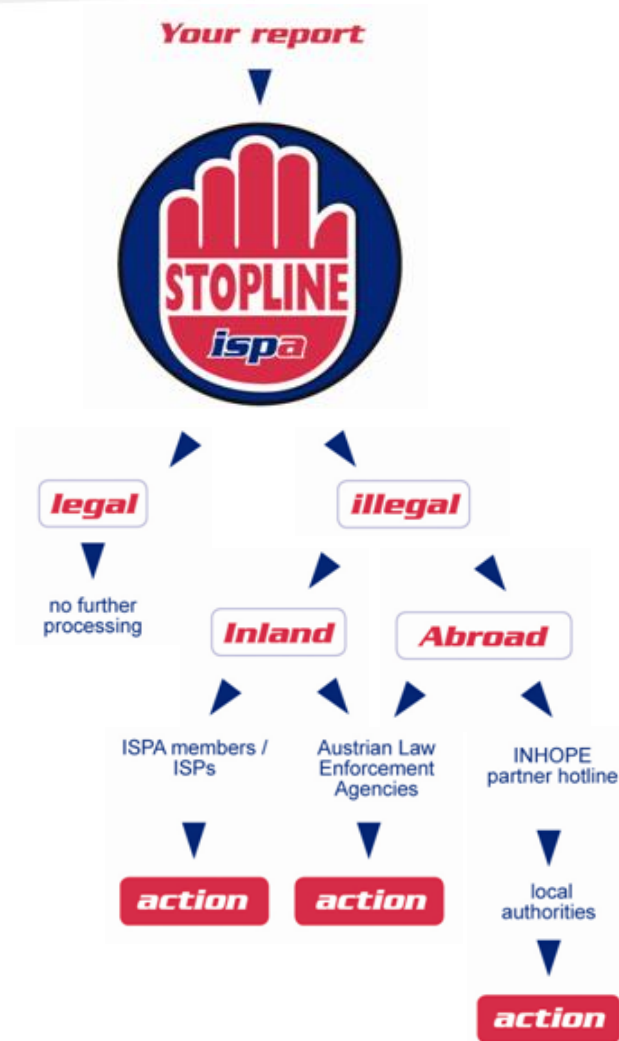 Your report
STOPLINE
ispa
legal
illegal
no further
processing
Inland
Abroad
ISPA members /
ISPs
Austrian Law
Enforcement
Agencies
INHOPE
partner hotline
action
action
local
authorities
action